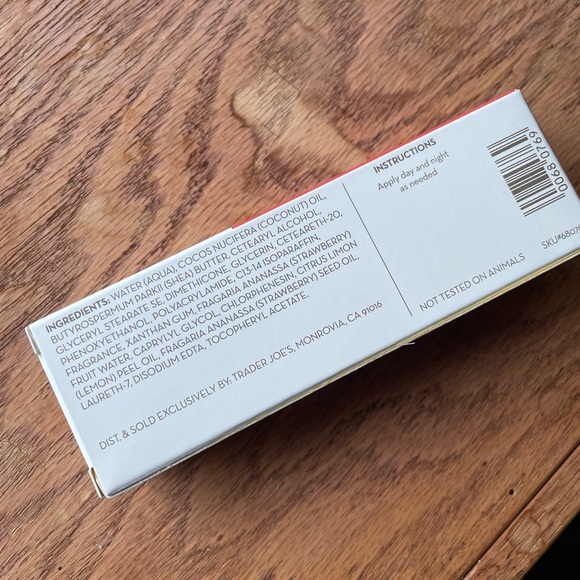 INGREDIENTS: WATER (AQUA), COCOS NUCIFERA (COCONUT) OIL,
BUTYROSPERMUM PARKII (SHEA) BUTTER, CETEARYL ALCOHOL,
GLYCERYL STEARATE SE, DIMETHICONE, GLYCERIN, CETEARETH-20,
PHENOXYETHANOL, POLYACRYLAMIDE, C13-14 ISOPARAFFIN,
FRAGRANCE, XANTHAN GUM, FRAGARIA ANANASSA (STRAWBERRY)
FRUIT WATER, CAPRYLYL GLYCOL, CHLORPHENESIN, CITRUS LIMON
(LEMON) PEEL OIL, FRAGARIA ANANASSA (STRAWBERRY) SEED OIL,
LAURETH-7, DISODIUM EDTA, TOCOPHERYL ACETATE.
DIST. & SOLD EXCLUSIVELY BY: TRADER JOE'S, MONROVIA, CA 91016
INSTRUCTIONS
Apply day and night
as needed
NOT TESTED ON ANIMALS
00680769